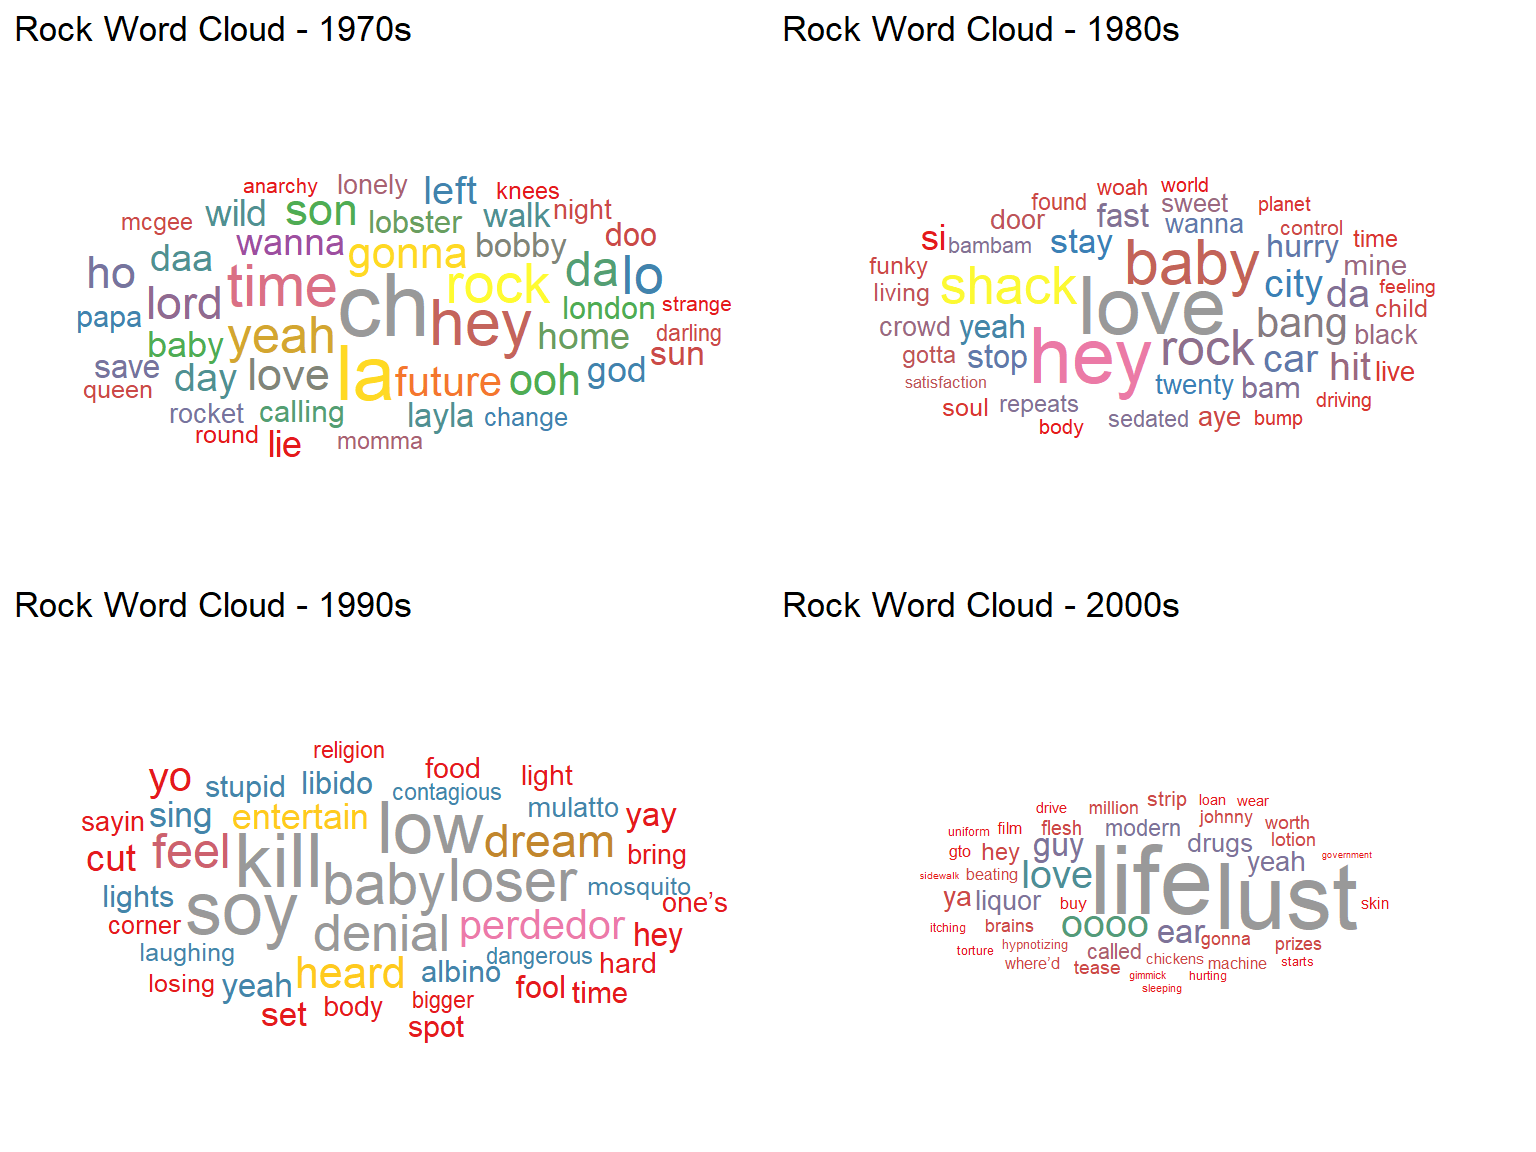 Rock Word Cloud - 1970s
anarchy lonely left knees
mcgee wild son lobster walk night
wanna gonna bobby doo
ho daa time ch rock da lo
lord hey london strange
papa yeah home darling
baby la sun
save day love future ooh god
queen
rocket calling layla change
round lie momma
Rock Word Cloud - 1980s
woah world
found sweet planet
door fast wanna control
si bambam stay baby hurry time
funky shack love city mine
living da feeling
crowd yeah hey rock bang child
gotta stop car black
satisfaction twenty bam hit live
soul repeats driving
body sedated aye bump
Rock Word Cloud - 1990s
religion
yo stupid libido food light
contagious
sayin sing entertain low mulatto yay
cut feel kill dream bring
lights soy baby loser mosquito one’s
corner denial perdedor hey
laughing heard dangerous
losing yeah albino hard
set body bigger fool time
spot
Rock Word Cloud - 2000s
drive million strip loan wear
uniform film flesh modern johnny worth
gto hey guy drugs lotion
sidewalk beating love life yeah government
ya liquor buy lust skin
itching brains oooo ear gonna prizes
torture hypnotizing called chickens machine starts
where’d tease gimmick hurting
sleeping